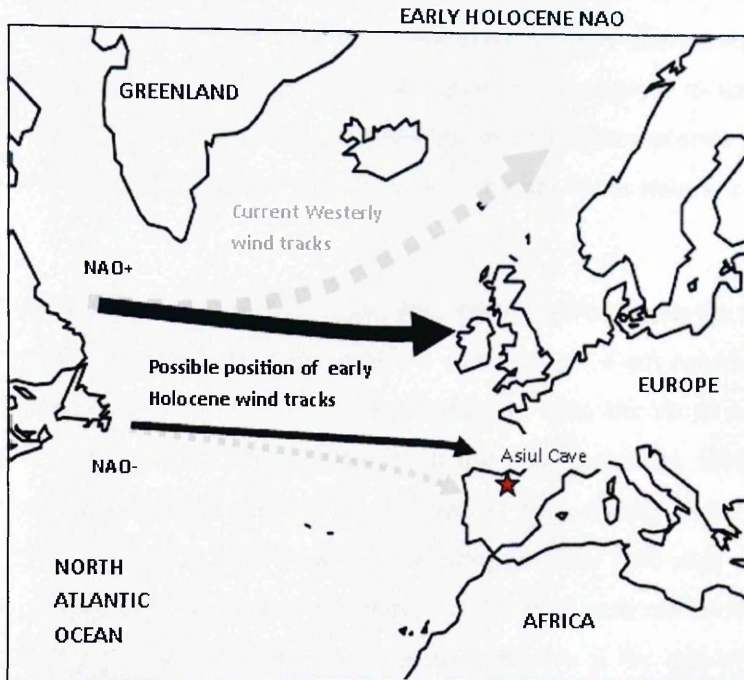 EARLY HOLOCENE NAO
GREENLAND
Current Westerly
wind tracks
NAO+
Possible position of early
Holocene wind tracks
EUROPE
NAO-
Asiul Cave
NORTH
ATLANTIC
OCEAN
AFRICA